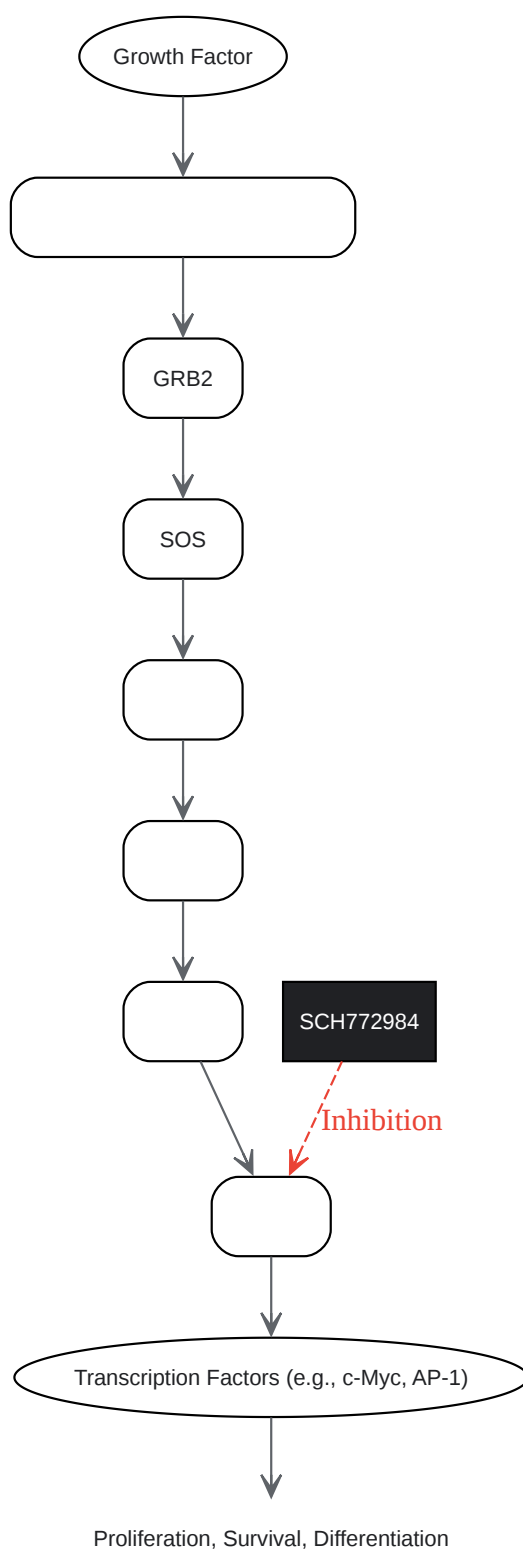 Growth Factor
GRB2
SOS
SCH772984
Inhibition
Transcription Factors (e.g., c-Myc, AP-1)
Proliferation, Survival, Differentiation